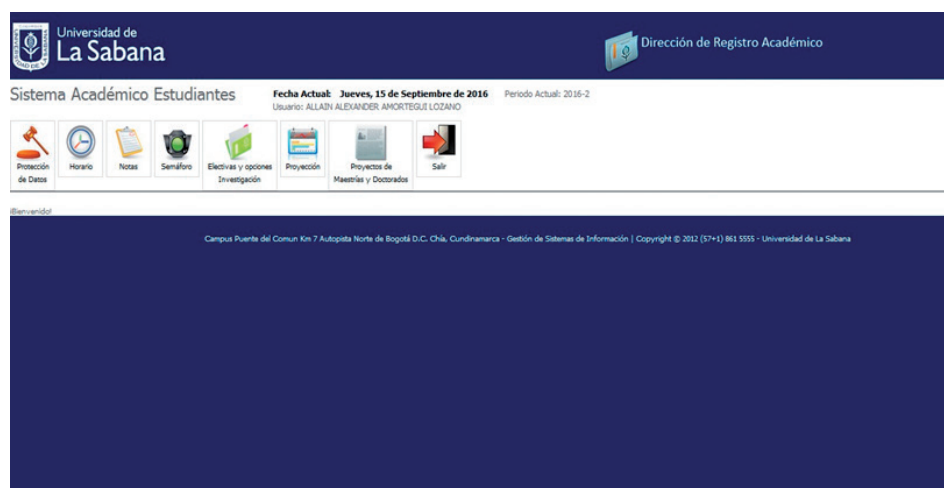 Universidad de
La Sabana
Dirección de Registro Académico
Sistema Académico Estudiantes
Fecha Actual: Jueves, 15 de Septiembre de 2016
Periodo Actual: 2016-2
Usuario: ALLAIN ALEXANDER AMORTEGUI LOZANO
Protección
de Datos
Horario
Notas
Semáforo
Electivas y opciones
Investigación
Proyección
Proyectos de
Maestrías y Doctorados
Salir
¡Bienvenido!
Campus Puente del Comun Km 7 Autopista Norte de Bogotá D.C. Chía, Cundinamarca - Gestión de Sistemas de Información | Copyright © 2012 (57+1) 861 5555 - Universidad de La Sabana